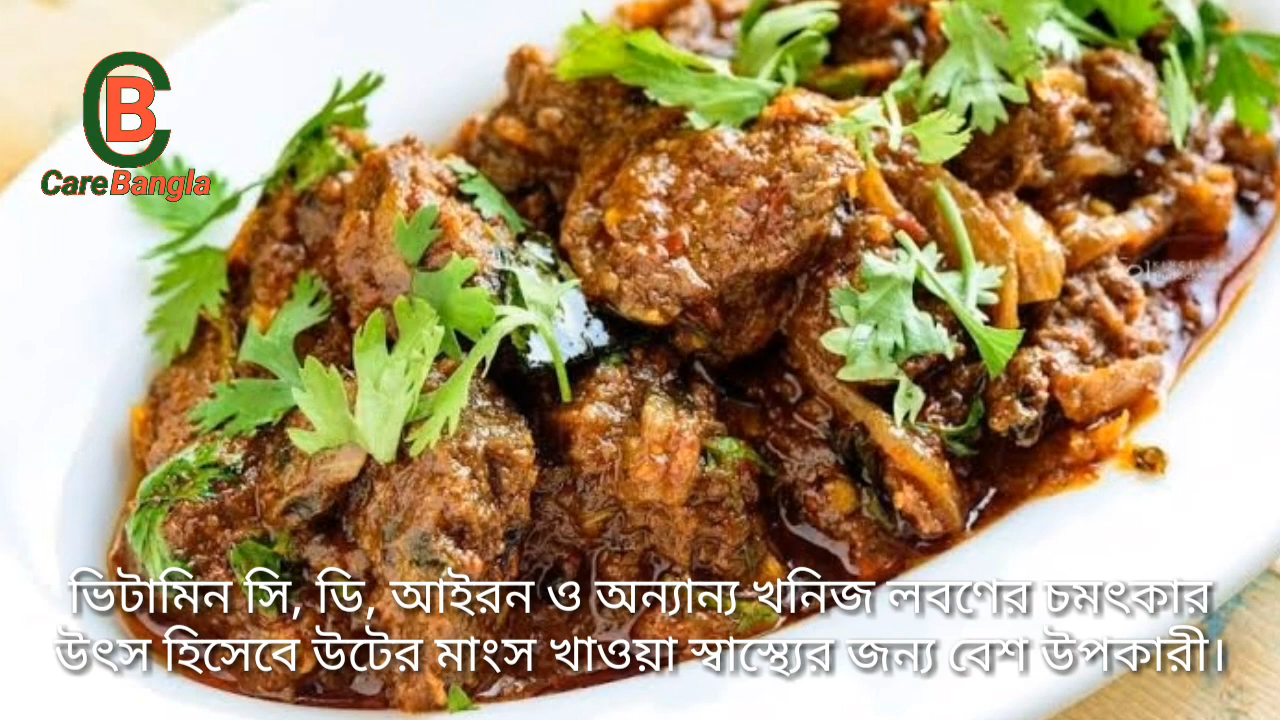 CB
CareBangla
ভিটামিন সি, ডি, আইরন ও অন্যান্য খনিজ লবণের চমৎকার
উৎস হিসেবে উটের মাংস খাওয়া স্বাস্থ্যের জন্য বেশ উপকারী।